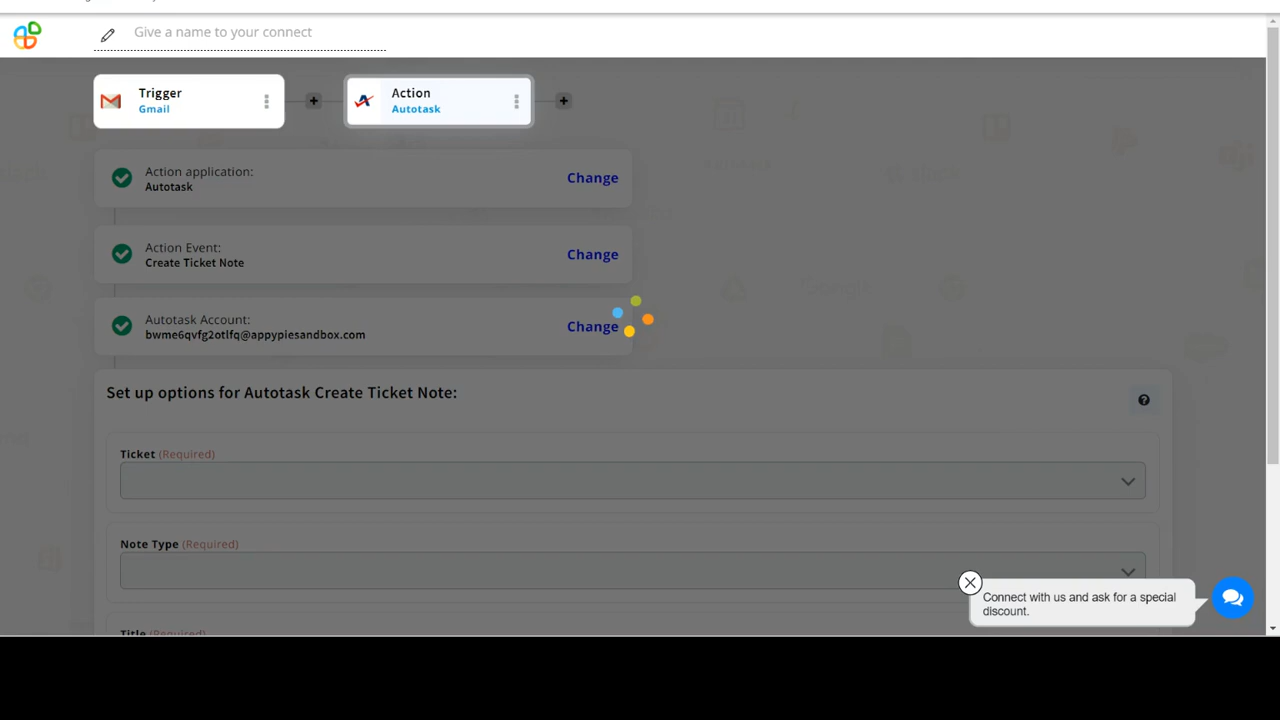 Give a name to your connect
Trigger
Gmail
Action
Autotask
Action application:
Autotask
Change
Action Event:
Create Ticket Note
Change
Autotask Account:
bwme6qvfg2otlfq@appypiesandbox.com
Change
Set up options for Autotask Create Ticket Note:
Ticket (Required)
Note Type (Required)
Connect with us and ask for a special
discount.
Title (Required)